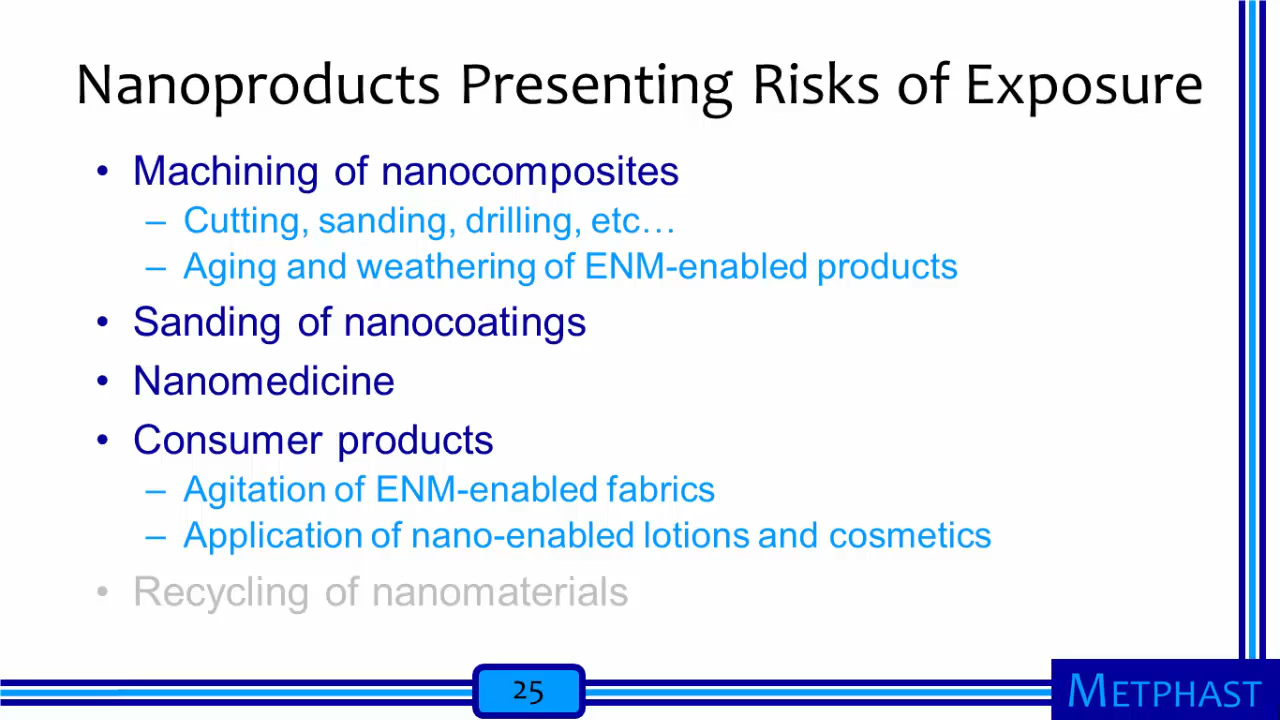 Nanoproducts Presenting Risks of Exposure
• Machining of nanocomposites
– Cutting, sanding, drilling, etc…
– Aging and weathering of ENM-enabled products
• Sanding of nanocoatings
• Nanomedicine
• Consumer products
– Agitation of ENM-enabled fabrics
– Application of nano-enabled lotions and cosmetics
• Recycling of nanomaterials
25
METPHAST